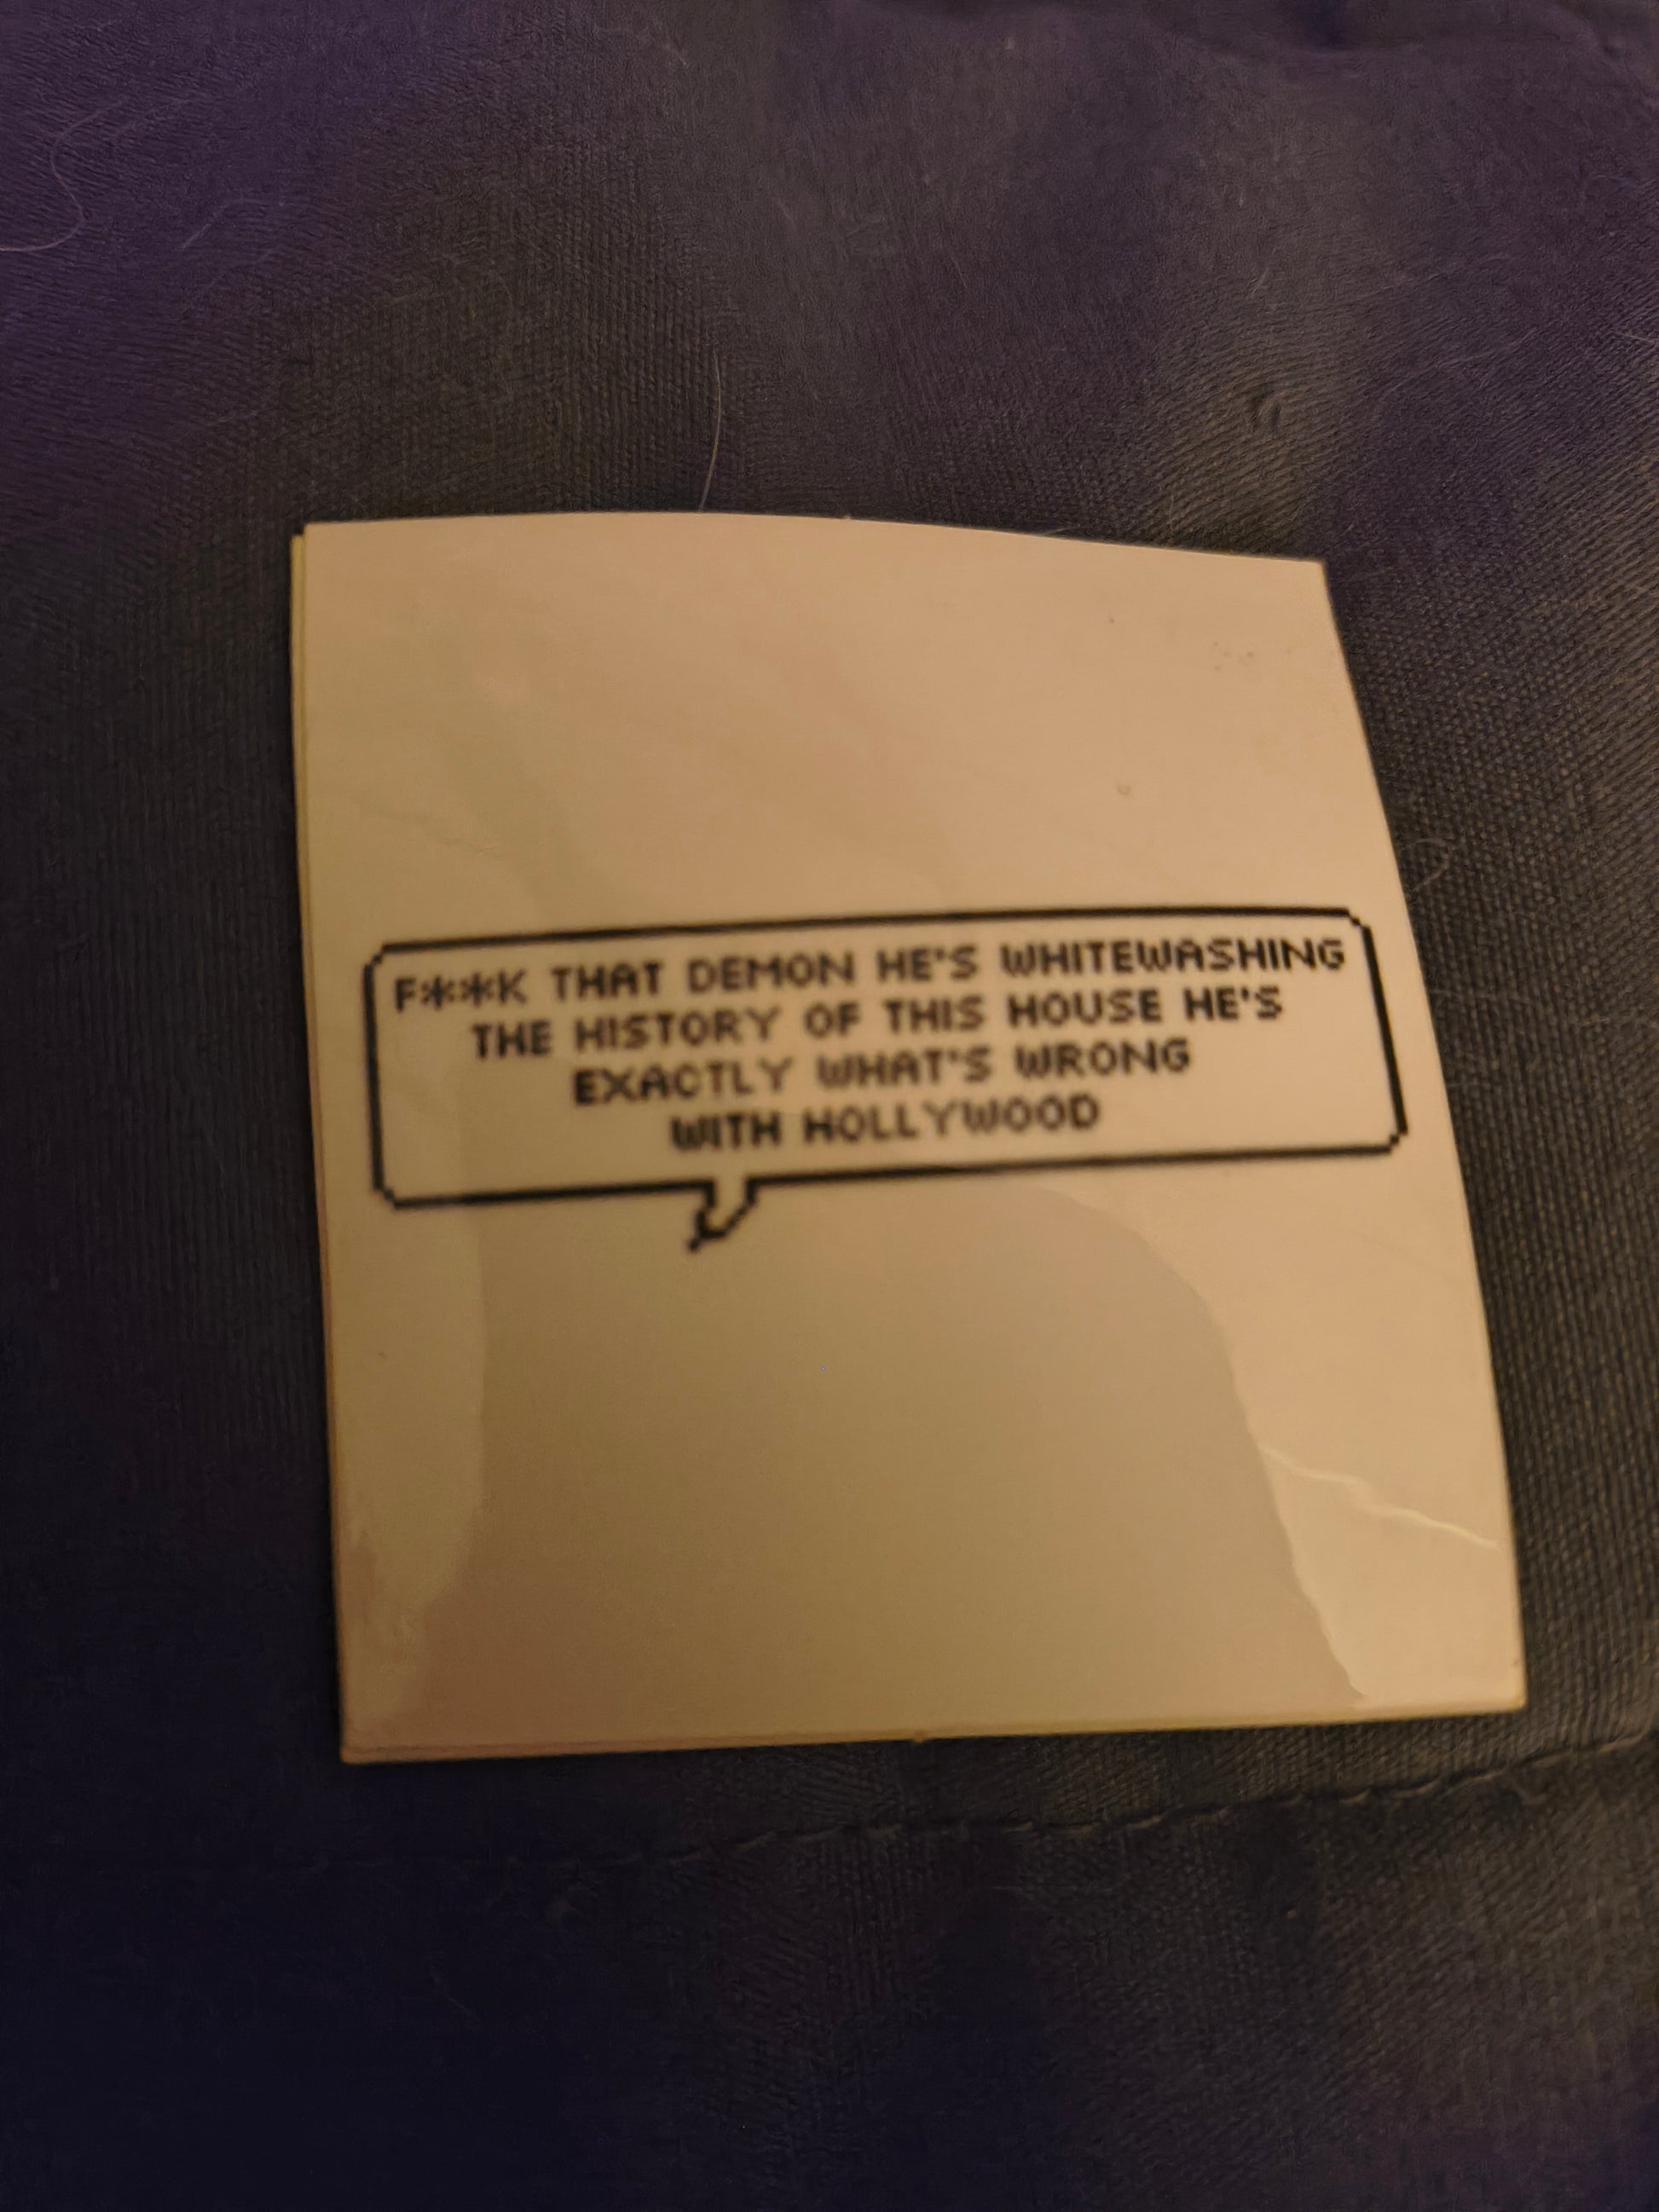 F**K THAT DEMON HE'S WHITEWASHING
THE HISTORY OF THIS HOUSE HE'S
EXACTLY WHAT'S WRONG
WITH HOLLYWOOD